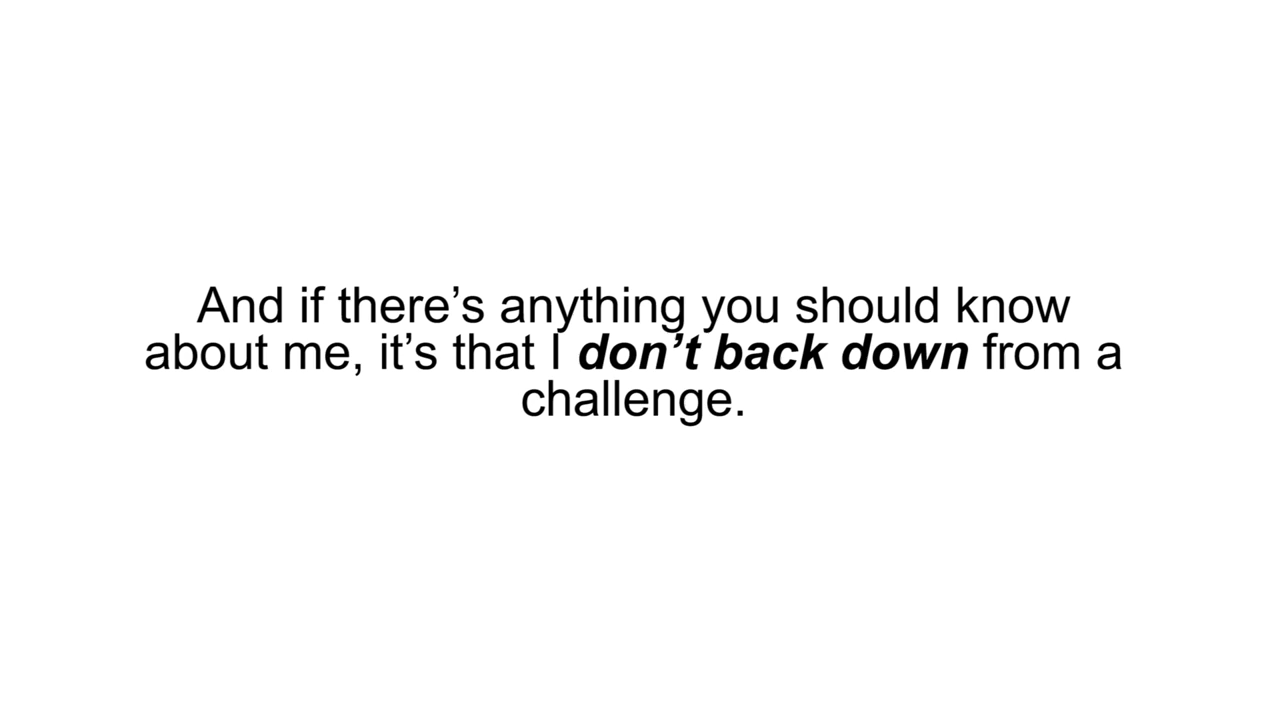 And if there’s anything you should know
about me, it’s that I don’t back down from a
challenge.